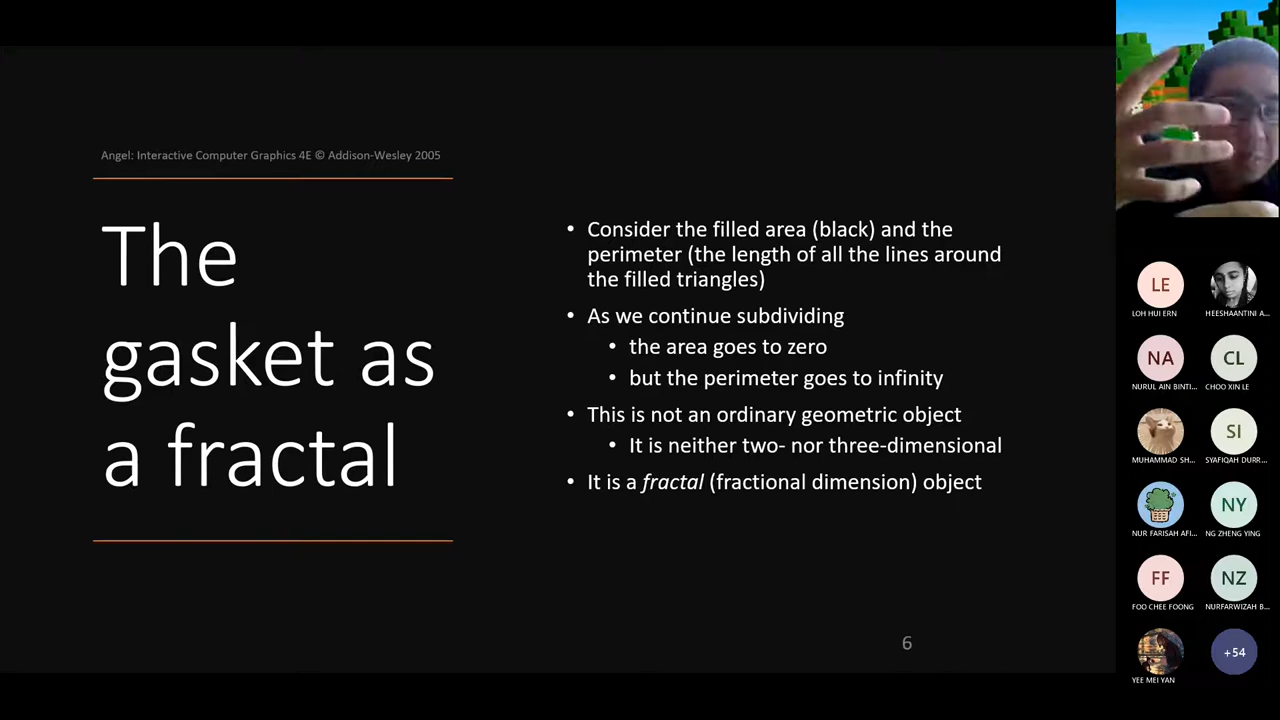 Angel: Interactive Computer Graphics 4E © Addison-Wesley 2005
The
gasket as
a fractal
• Consider the filled area (black) and the
perimeter (the length of all the lines around
the filled triangles)
• As we continue subdividing
• the area goes to zero
• but the perimeter goes to infinity
• This is not an ordinary geometric object
• It is neither two- nor three-dimensional
• It is a fractal (fractional dimension) object
6
LE
LOH HUI ERN
HEESHAANTINI A...
NA
NURUL AIN BINTI...
CL
CHOO XIN LE
MUHAMMAD SH...
SI
SYAFIQAH DURR...
NUR FARISAH AFI...
NY
NG ZHENG YING
FF
FOO CHEE FOONG
NZ
NURFARWIZAH B...
YEE MEI YAN
+54